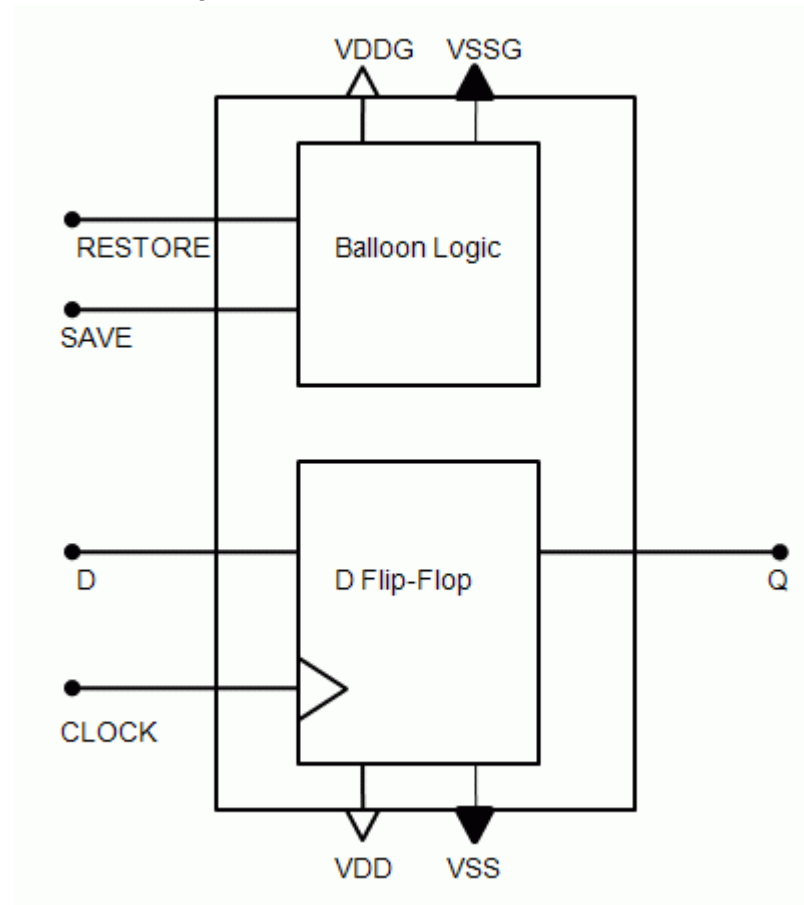 VDDG VSSG
RESTORE
Balloon Logic
SAVE
D
D Flip-Flop
Q
CLOCK
VDD VSS